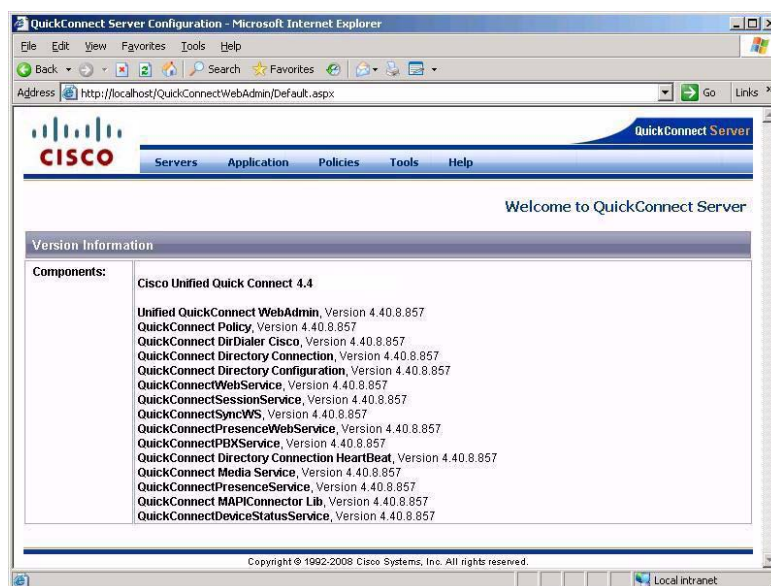 QuickConnect Server Configuration - Microsoft Internet Explorer
File Edit View Favorites Tools Help
Back Search Favorites
Address http://localhost/QuickConnectWebAdmin/Default.aspx Go Links »
CISCO
QuickConnect Server
Servers Application Policies Tools Help
Welcome to QuickConnect Server
Version Information
Components:
Cisco Unified Quick Connect 4.4
Unified QuickConnect WebAdmin, Version 4.40.8.857
QuickConnect Policy, Version 4.40.8.857
QuickConnect DirDialer Cisco, Version 4.40.8.857
QuickConnect Directory Connection, Version 4.40.8.857
QuickConnect Directory Configuration, Version 4.40.8.857
QuickConnectWebService, Version 4.40.8.857
QuickConnectSessionService, Version 4.40.8.857
QuickConnectSyncWS, Version 4.40.8.857
QuickConnectPresenceWebService, Version 4.40.8.857
QuickConnectPBXService, Version 4.40.8.857
QuickConnect Directory Connection HeartBeat, Version 4.40.8.857
QuickConnect Media Service, Version 4.40.8.857
QuickConnectPresenceService, Version 4.40.8.857
QuickConnect MAPIConnector Lib, Version 4.40.8.857
QuickConnectDeviceStatusService, Version 4.40.8.857
Copyright © 1992-2008 Cisco Systems, Inc. All rights reserved.
Local intranet